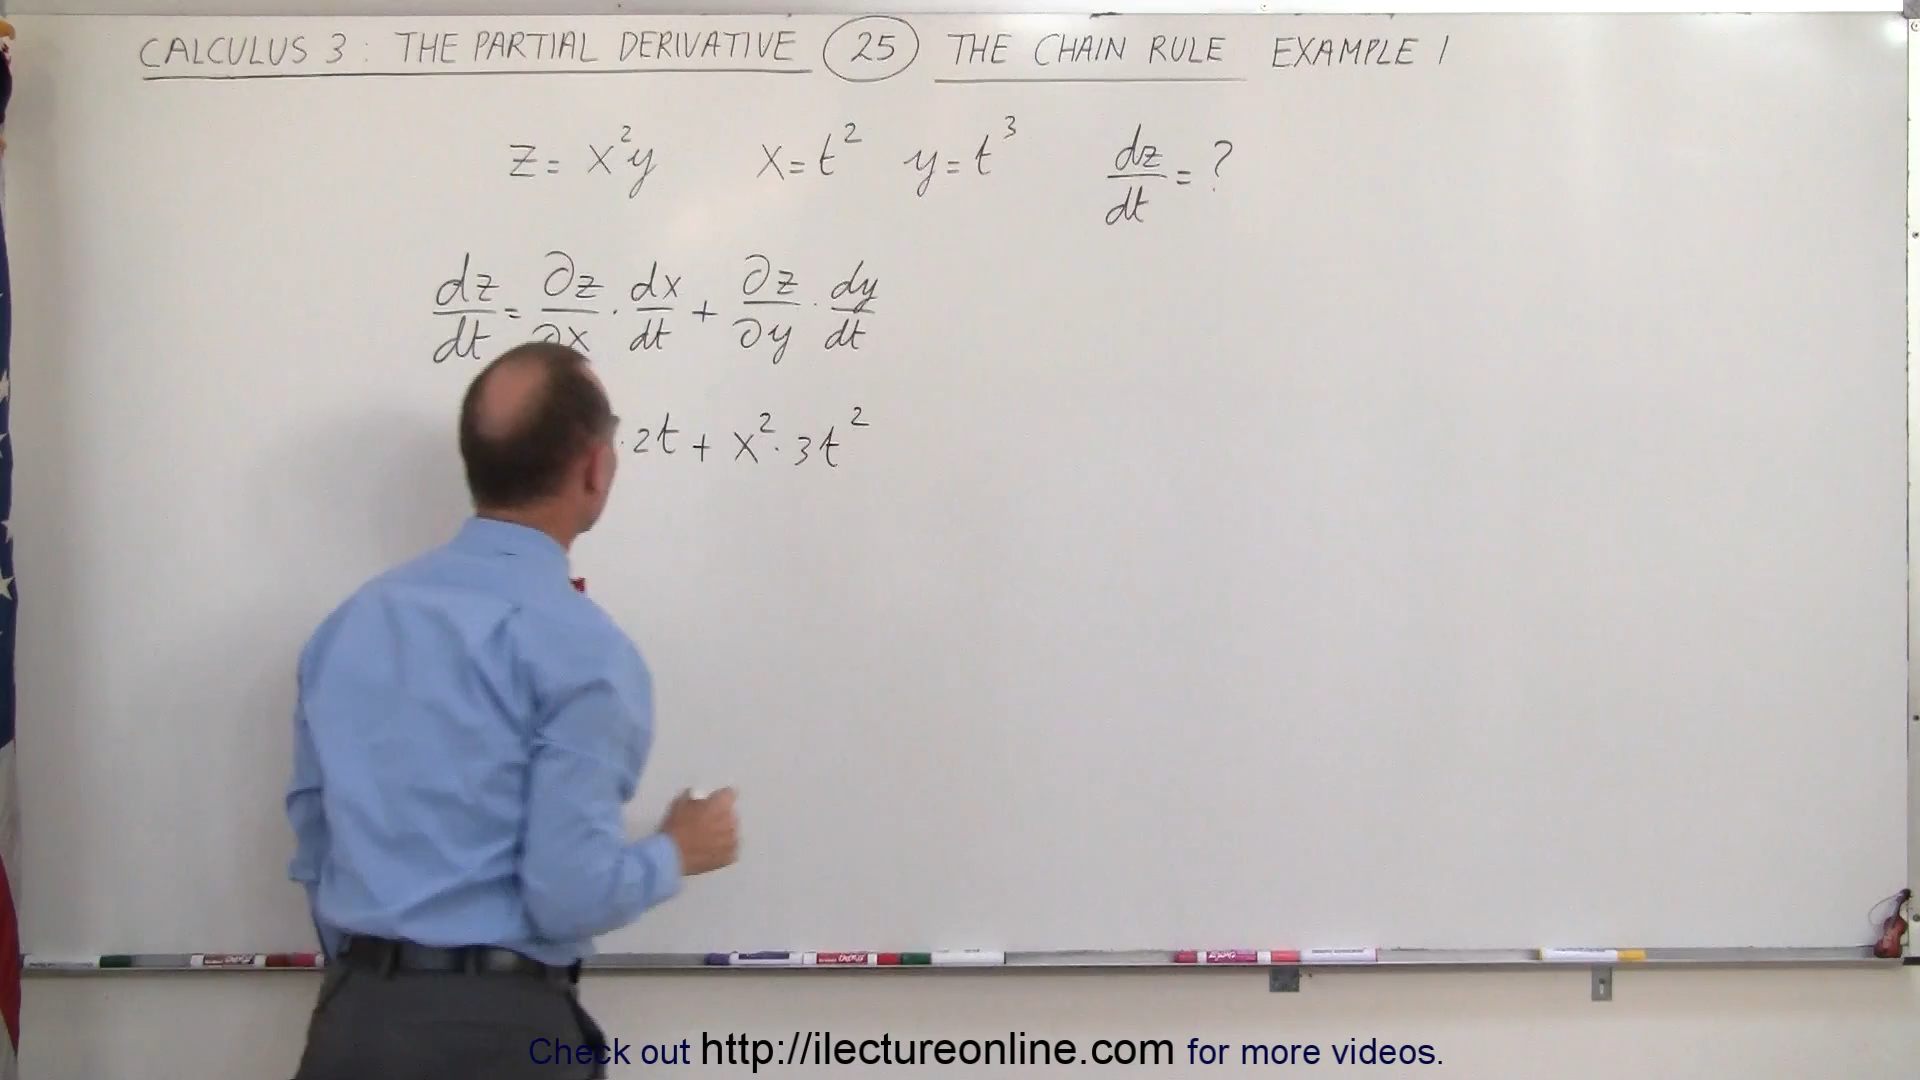 CALCULUS 3: THE PARTIAL DERIVATIVE 25 THE CHAIN RULE EXAMPLE 1
z = x²y x = t² y = t³ dz/dt = ?
dz/dt = ∂z/∂x · dx/dt + ∂z/∂y · dy/dt
· 2t + x² · 3t²
Check out http://ilectureonline.com for more videos.